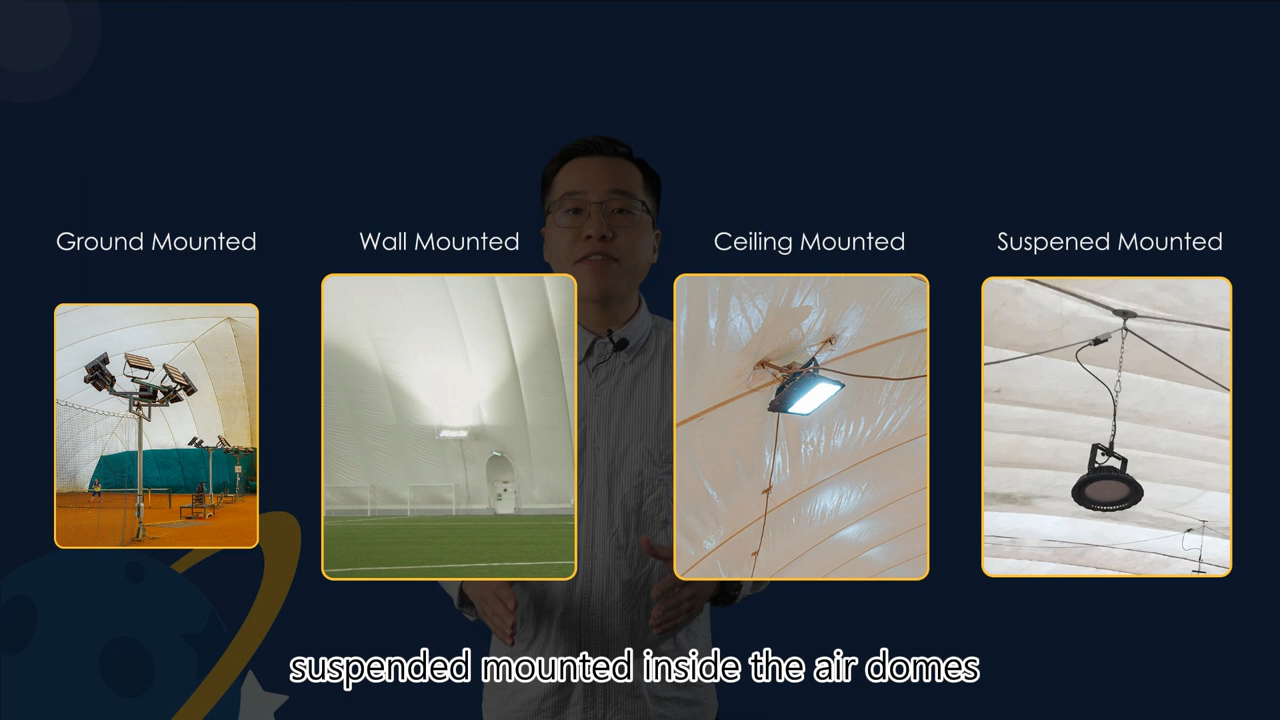 Ground Mounted
Wall Mounted
Ceiling Mounted
Suspened Mounted
suspended mounted inside the air domes